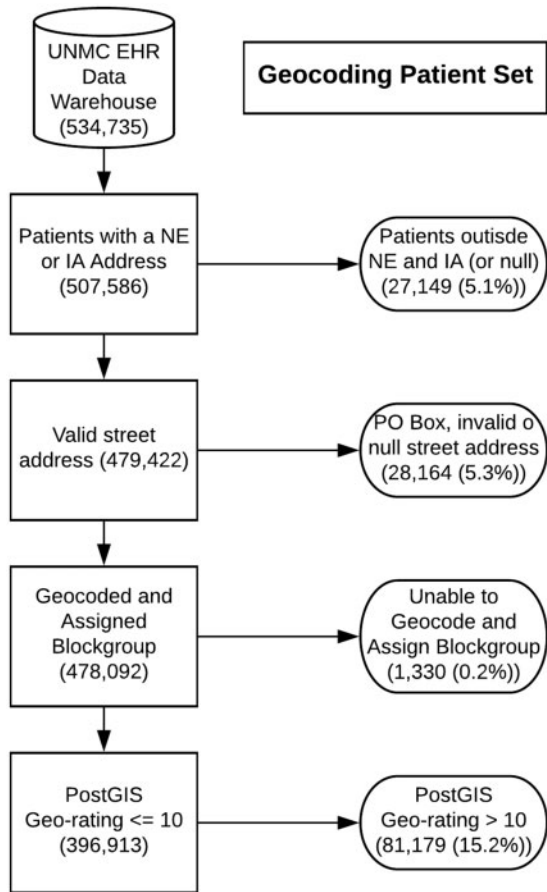 UNMC EHR
Data
Warehouse
(534,735)
Geocoding Patient Set
Patients with a NE
or IA Address
(507,586)
Patients outisde
NE and IA (or null)
(27,149 (5.1%))
Valid street
address (479,422)
PO Box, invalid o
null street address
(28,164 (5.3%))
Geocoded and
Assigned
Blockgroup
(478,092)
Unable to
Geocode and
Assign Blockgroup
(1,330 (0.2%))
PostGIS
Geo-rating <= 10
(396,913)
PostGIS
Geo-rating > 10
(81,179 (15.2%))